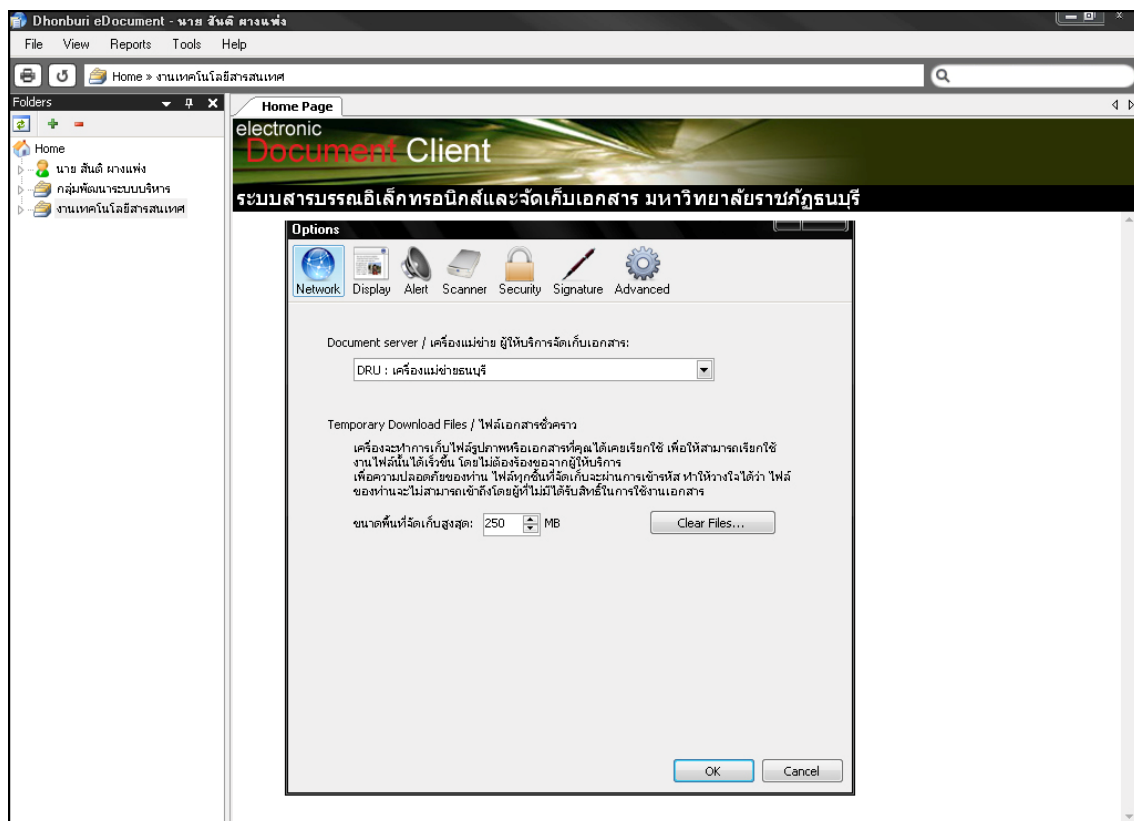 Dhonburi eDocument - นาย สันติ ผางแพ่ง
File View Reports Tools Help
Home » งานเทคโนโลยีสารสนเทศ
Folders
Home
นาย สันติ ผางแพ่ง
กลุ่มพัฒนาระบบบริหาร
งานเทคโนโลยีสารสนเทศ
Home Page
electronic
Document Client
ระบบสารบรรณอิเล็กทรอนิกส์และจัดเก็บเอกสาร มหาวิทยาลัยราชภัฏธนบุรี
Options
Network Display Alert Scanner Security Signature Advanced
Document server / เครื่องแม่ข่าย ผู้ให้บริการจัดเก็บเอกสาร:
DRU : เครื่องแม่ข่ายธนบุรี
Temporary Download Files / ไฟล์เอกสารชั่วคราว
เครื่องจะทำการเก็บไฟล์รูปภาพหรือเอกสารที่คุณได้เคยเรียกใช้ เพื่อให้สามารถเรียกใช้
งานไฟล์นั้นได้เร็วขึ้น โดยไม่ต้องร้องขอจากผู้ให้บริการ
เพื่อความปลอดภัยของท่าน ไฟล์ทุกชิ้นที่จัดเก็บจะผ่านการเข้ารหัส ทำให้วางใจได้ว่า ไฟล์
ของท่านจะไม่สามารถเข้าถึงโดยผู้ที่ไม่มีได้รับสิทธิ์ในการใช้งานเอกสาร
ขนาดพื้นที่จัดเก็บสูงสุด: 250 MB Clear Files...
OK Cancel